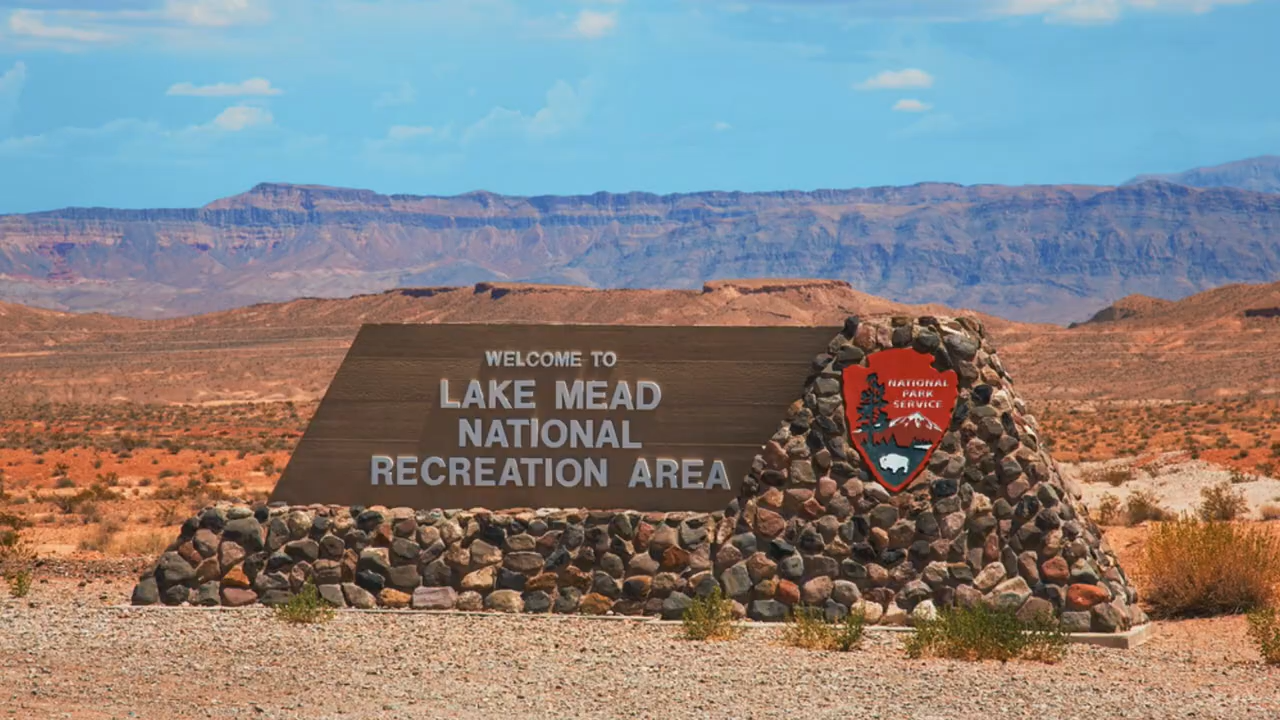 WELCOME TO
LAKE MEAD
NATIONAL
RECREATION AREA
NATIONAL
PARK
SERVICE